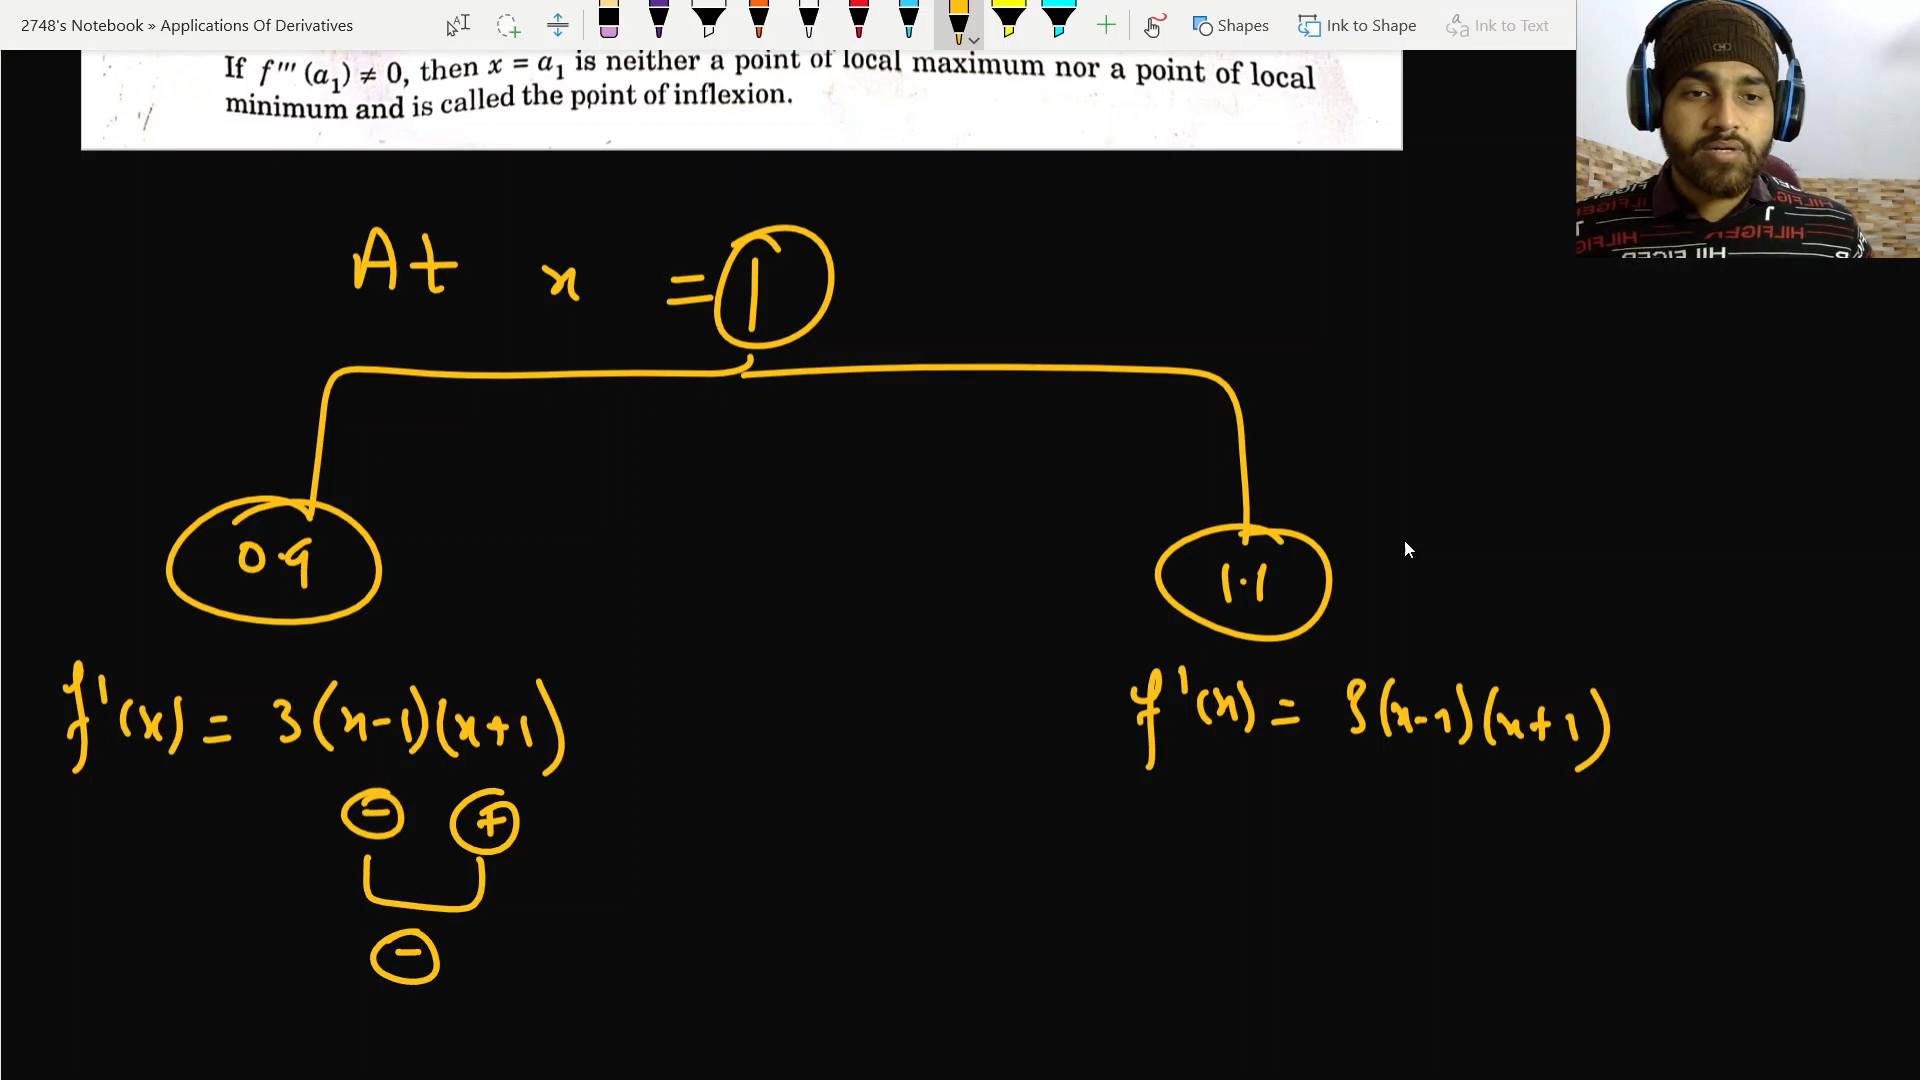 2748's Notebook » Applications Of Derivatives
Shapes
Ink to Shape
Ink to Text
If f''' (a₁) ≠ 0, then x = a₁ is neither a point of local maximum nor a point of local
minimum and is called the point of inflexion.
At x = 1
0.9
1.1
f'(x) = 3(x-1)(x+1)
f'(x) = 3(x-1)(x+1)
- +
-